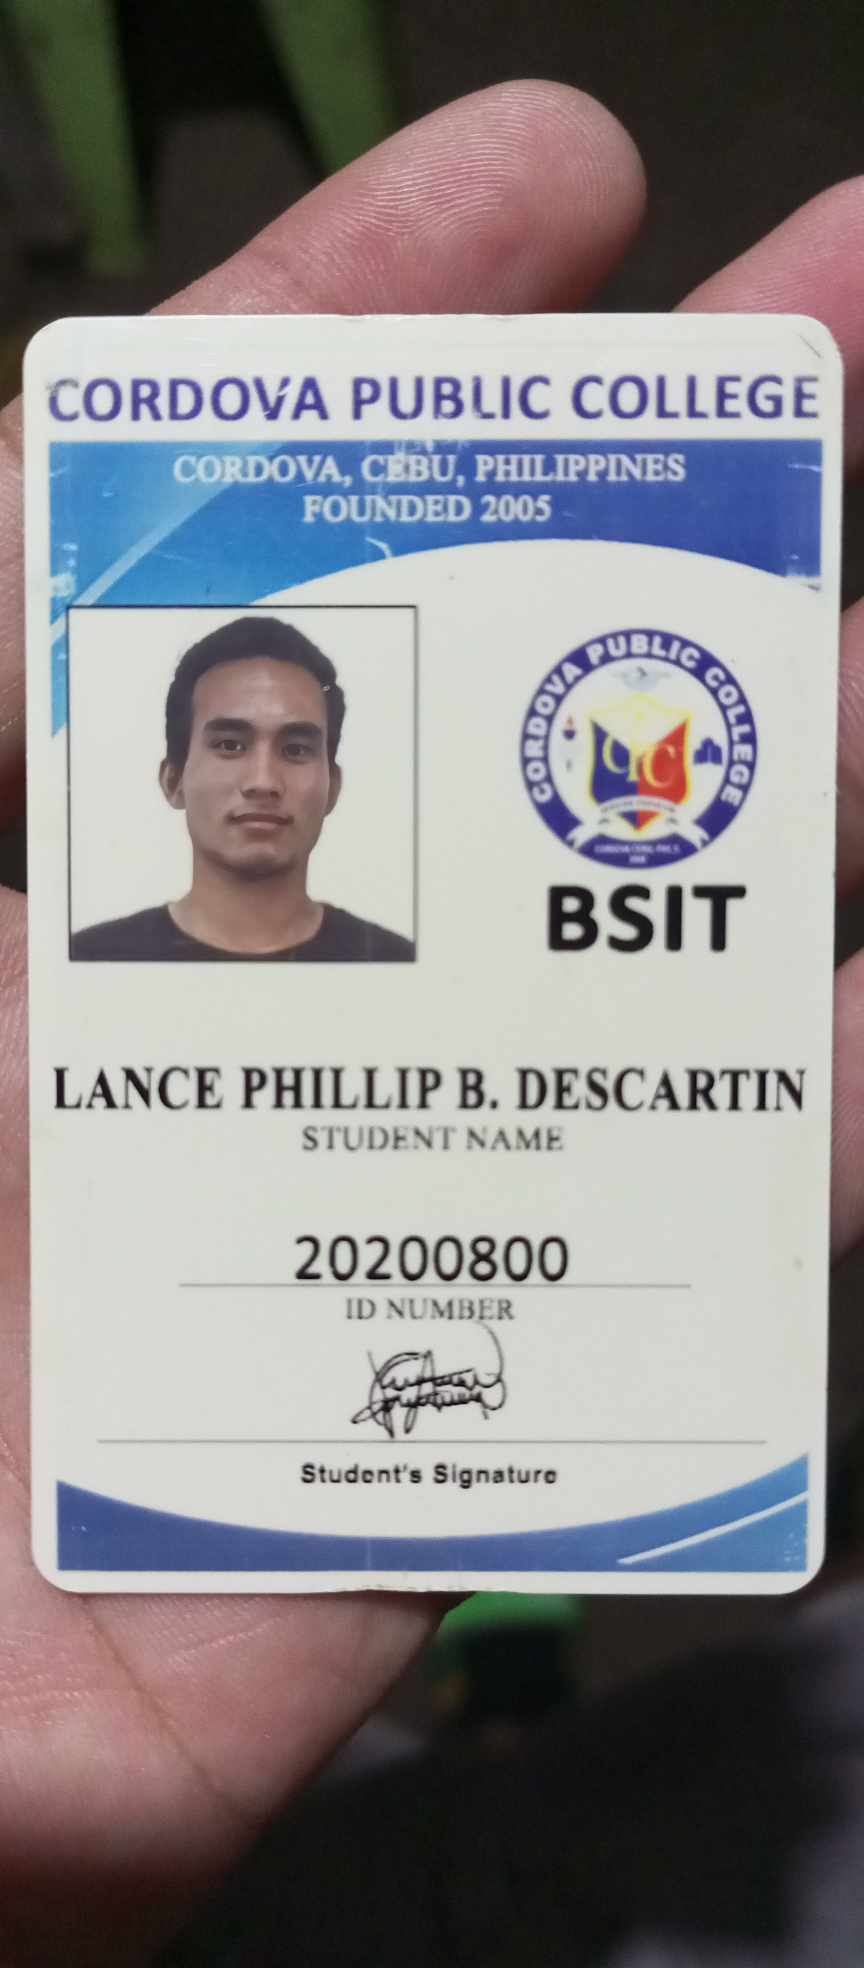 CORDOVA PUBLIC COLLEGE
CORDOVA, CEBU, PHILIPPINES
FOUNDED 2005
CORDOVA PUBLIC COLLEGE
CPC
BSIT
LANCE PHILLIP B. DESCARTIN
STUDENT NAME
20200800
ID NUMBER
Student's Signature